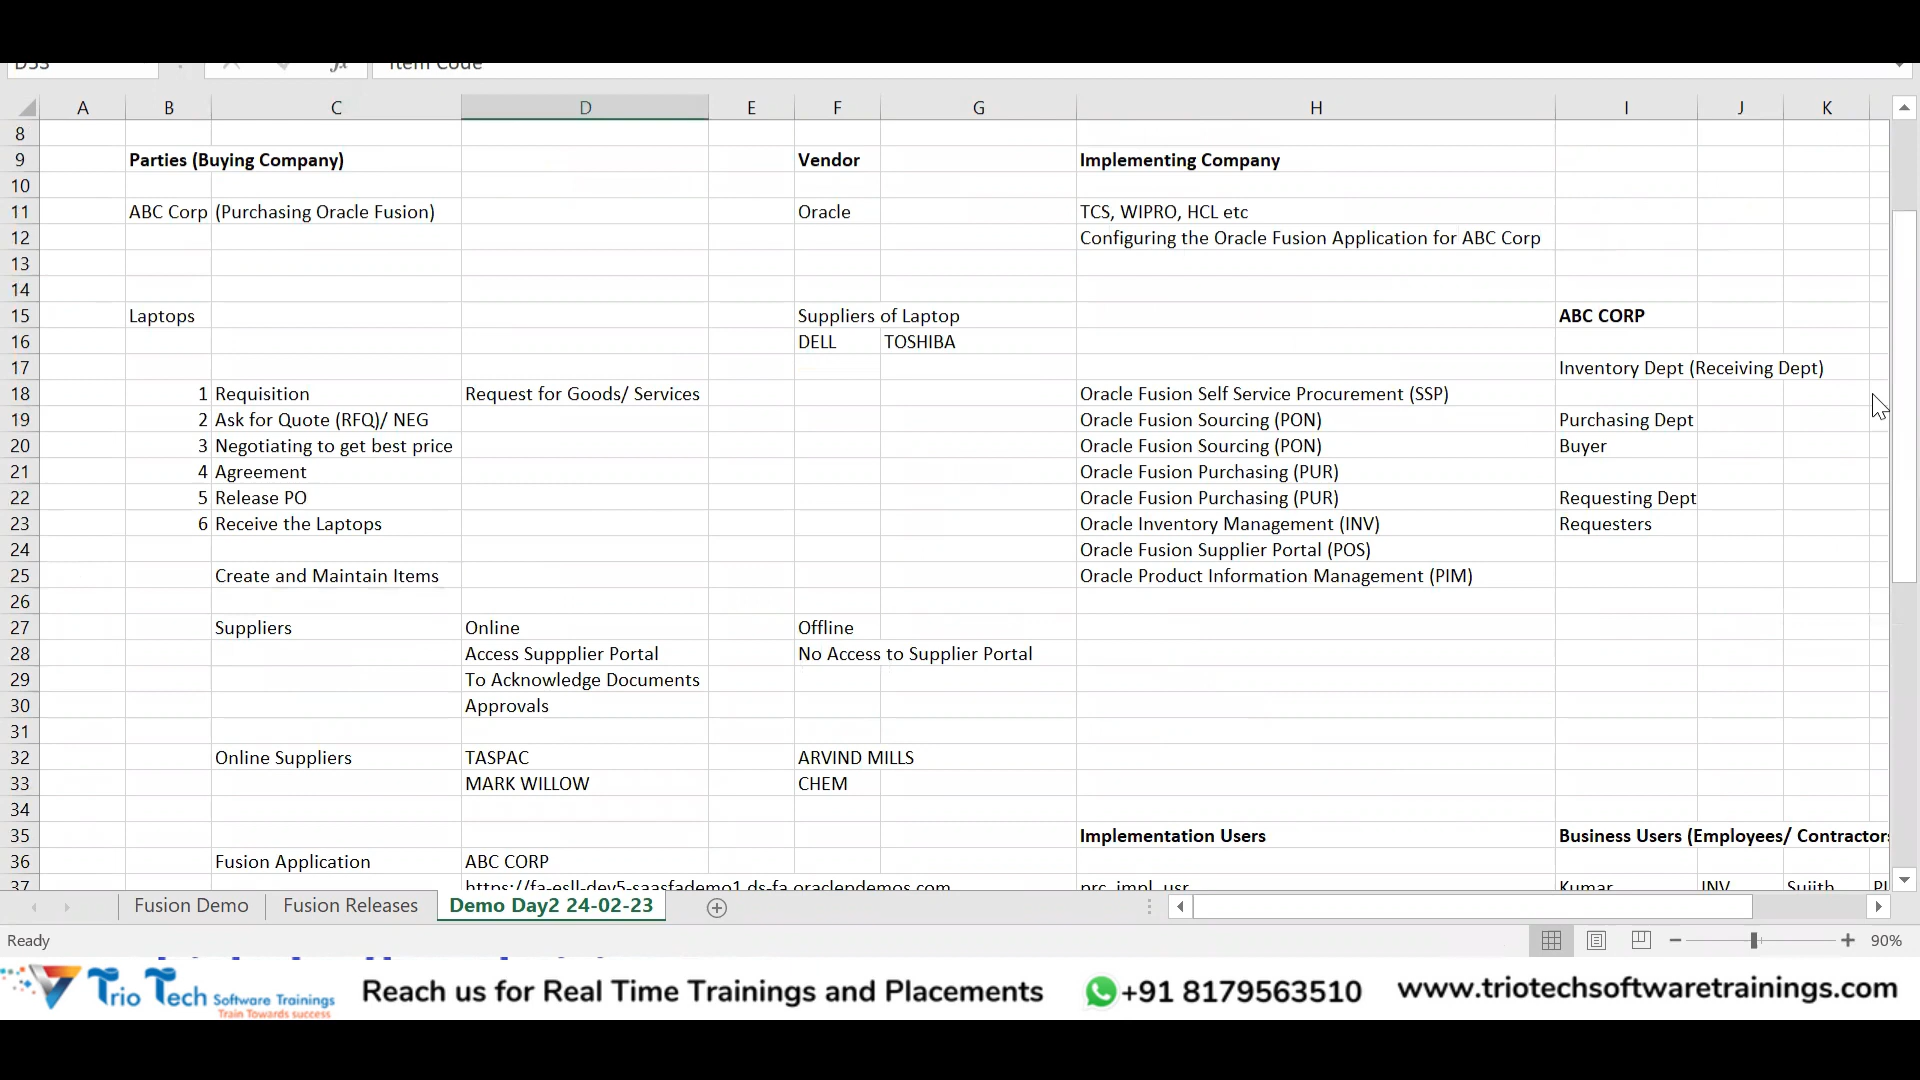 D53 fx Item Code
A B C D E F G H I J K
8
9 Parties (Buying Company) Vendor Implementing Company
10
11 ABC Corp (Purchasing Oracle Fusion) Oracle TCS, WIPRO, HCL etc
12 Configuring the Oracle Fusion Application for ABC Corp
13
14
15 Laptops Suppliers of Laptop ABC CORP
16 DELL TOSHIBA
17 Inventory Dept (Receiving Dept)
18 1 Requisition Request for Goods/ Services Oracle Fusion Self Service Procurement (SSP)
19 2 Ask for Quote (RFQ)/ NEG Oracle Fusion Sourcing (PON) Purchasing Dept
20 3 Negotiating to get best price Oracle Fusion Sourcing (PON) Buyer
21 4 Agreement Oracle Fusion Purchasing (PUR)
22 5 Release PO Oracle Fusion Purchasing (PUR) Requesting Dept
23 6 Receive the Laptops Oracle Inventory Management (INV) Requesters
24 Oracle Fusion Supplier Portal (POS)
25 Create and Maintain Items Oracle Product Information Management (PIM)
26
27 Suppliers Online Offline
28 Access Suppplier Portal No Access to Supplier Portal
29 To Acknowledge Documents
30 Approvals
31
32 Online Suppliers TASPAC ARVIND MILLS
33 MARK WILLOW CHEM
34
35 Implementation Users Business Users (Employees/ Contractors
36 Fusion Application ABC CORP
37 prc_impl_usr Kumar INV Sujith
Fusion Demo Fusion Releases Demo Day2 24-02-23
Ready 90%
Trio Tech Software Trainings Reach us for Real Time Trainings and Placements +91 8179563510 www.triotechsoftwaretrainings.com
Train Towards success